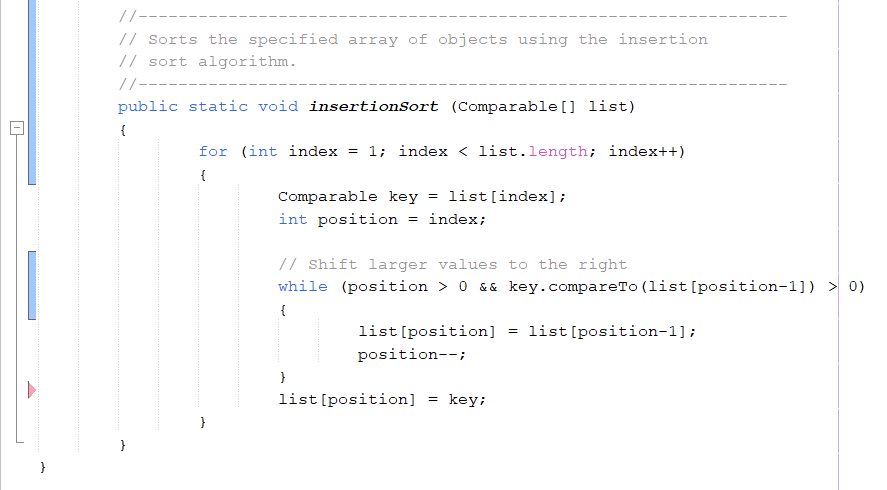 //-----------------------------------------------------------------
// Sorts the specified array of objects using the insertion
// sort algorithm.
//-----------------------------------------------------------------
public static void insertionSort (Comparable[] list)
{
for (int index = 1; index < list.length; index++)
{
Comparable key = list[index];
int position = index;
// Shift larger values to the right
while (position > 0 && key.compareTo(list[position-1]) > 0)
{
list[position] = list[position-1];
position--;
}
list[position] = key;
}
}
}